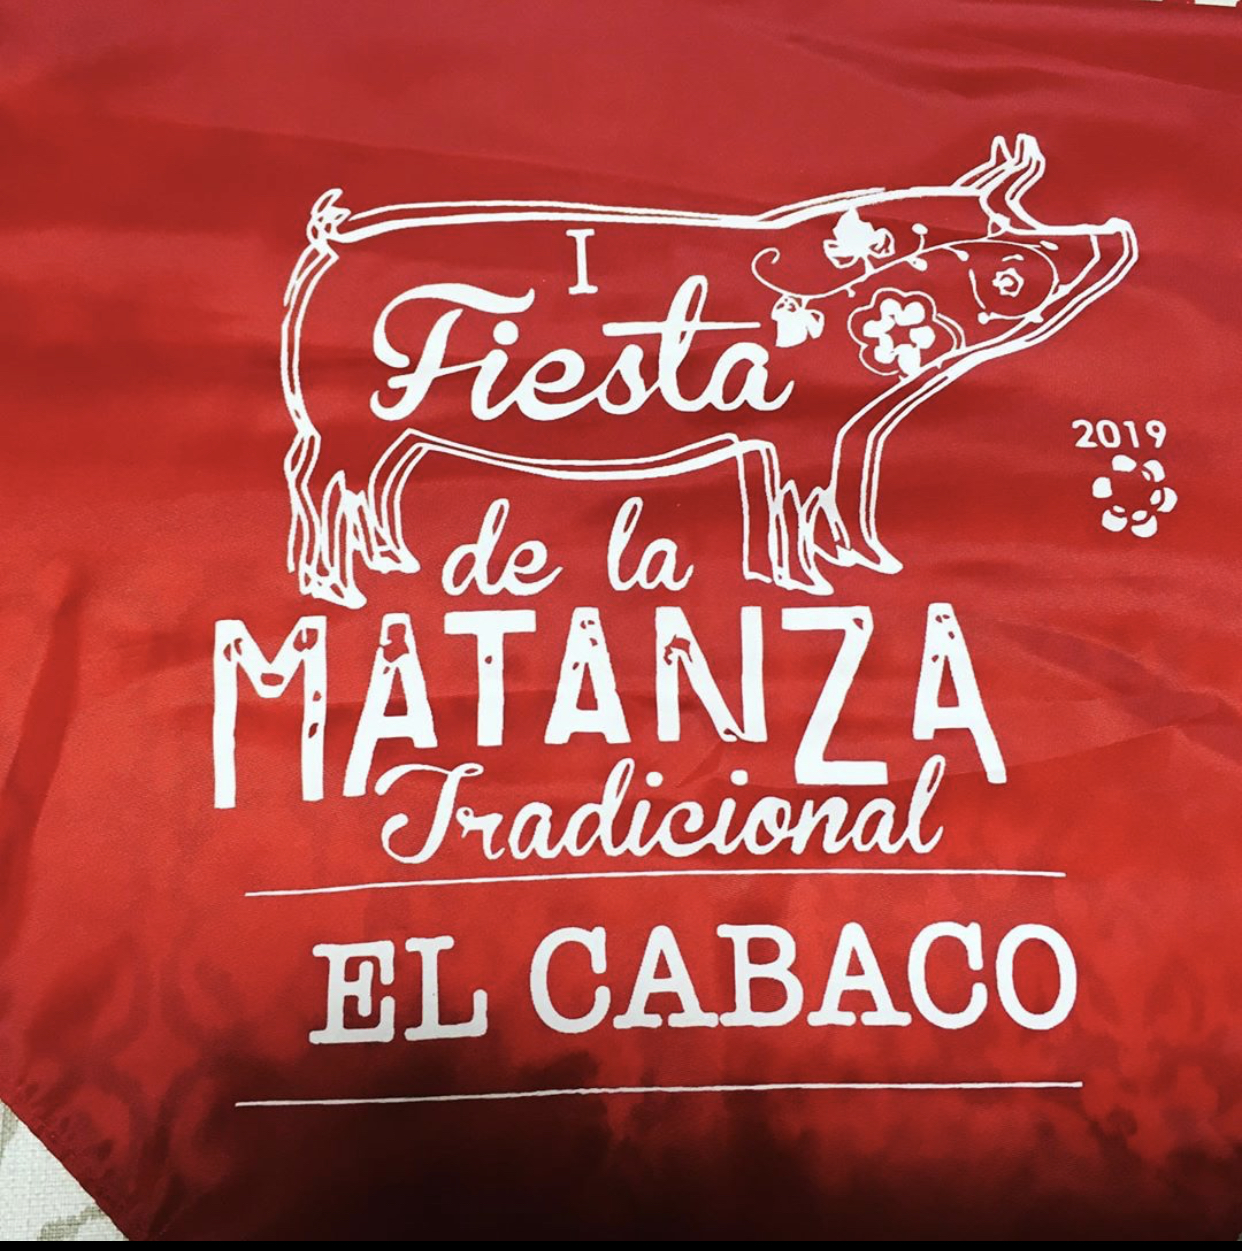 I
Fiesta
2019
de la
MATANZA
Tradicional
EL CABACO